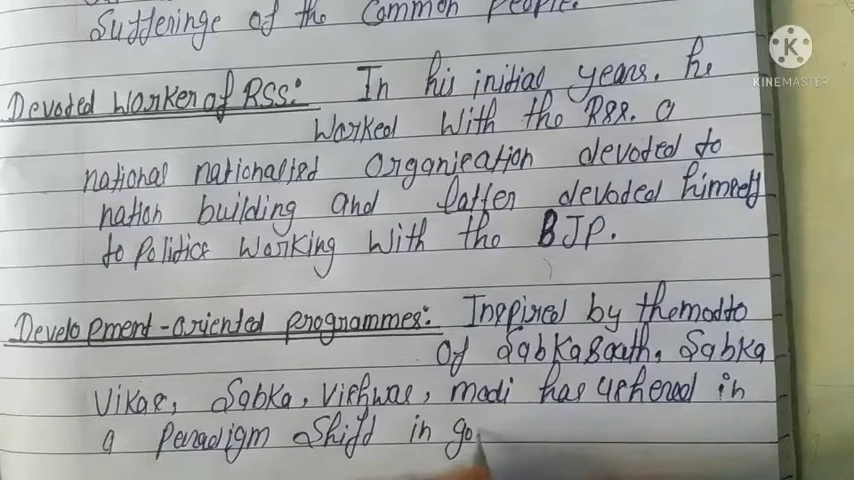 Sufferinge of the Common People.
Devoted worker of RSS: In his initial years, he
worked with the RSS. a
national nationalist organisation devoted to
nation building and latter devoted himself
to politics working with the BJP.
Development-oriented programmes: Inspired by the motto
of Sabka Saath, Sabka
Vikas, Sabka, Vishwas, modi has ushered in
a paradigm shift in go
KINEMASTER